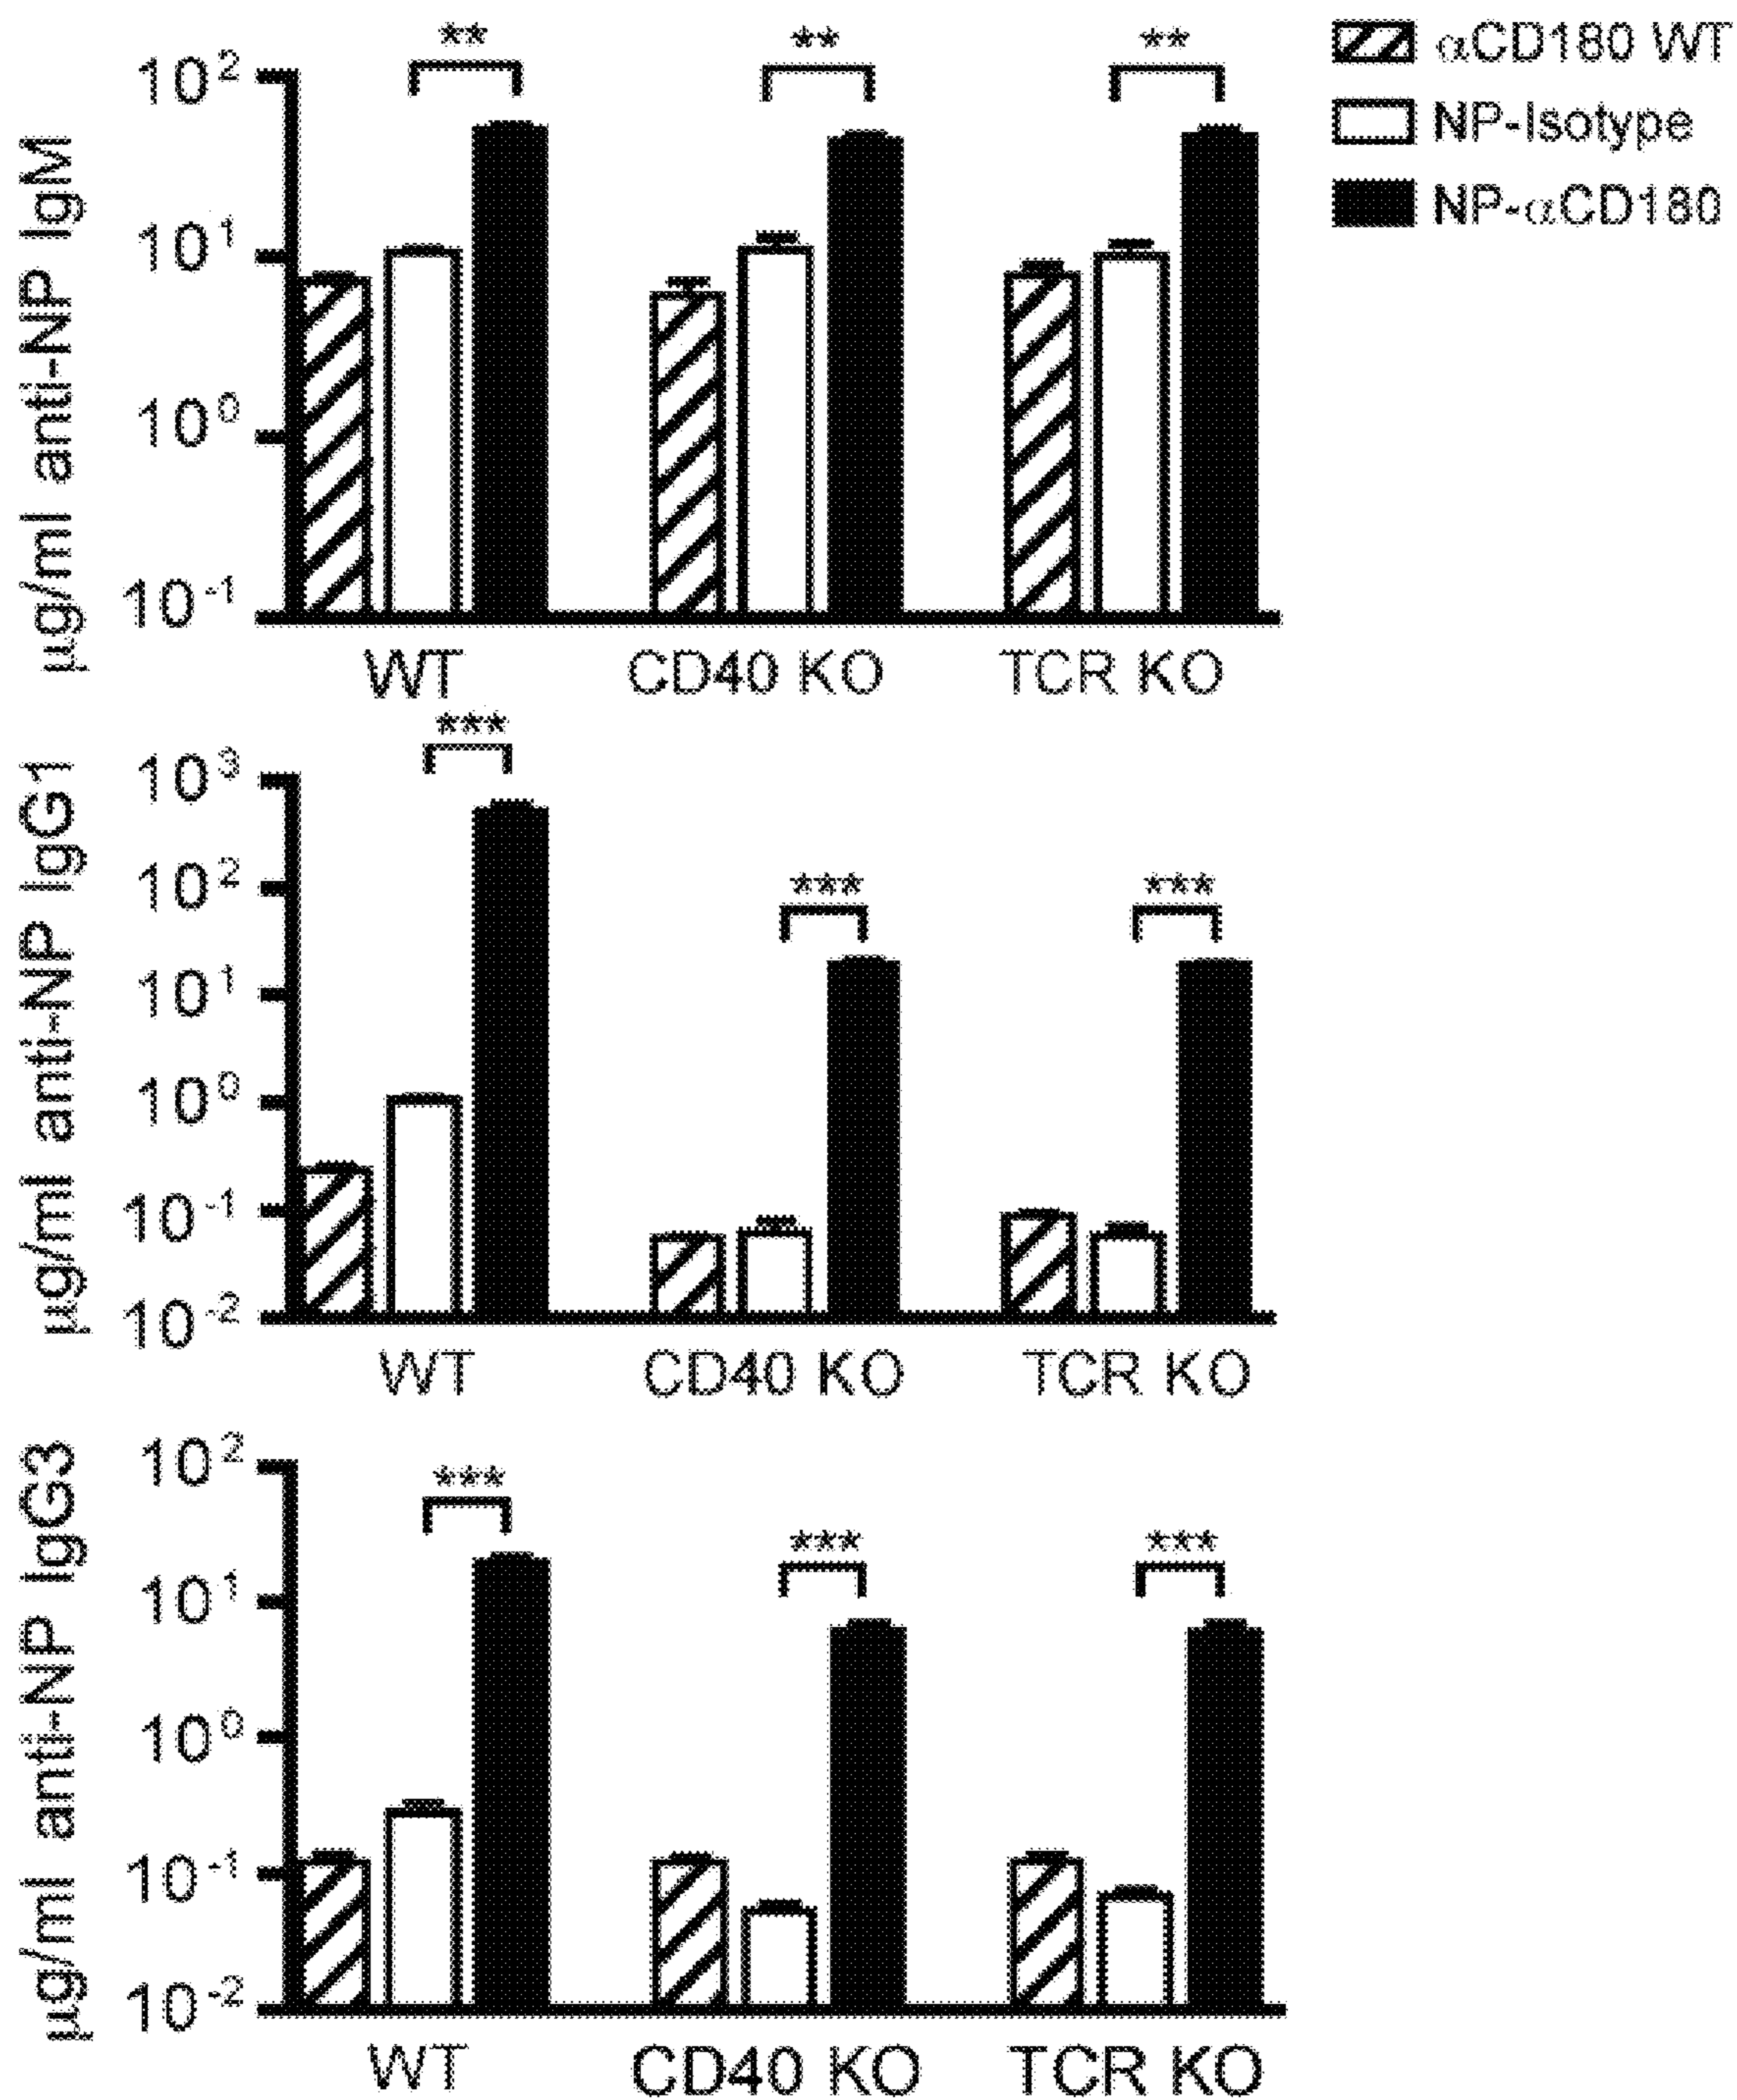 ** ** **
αCD180 WT
NP-Isotype
NP-αCD180
µg/ml anti-NP IgM
10²
10¹
10⁰
10⁻¹
WT CD40 KO TCR KO
*** *** ***
µg/ml anti-NP IgG1
10³
10²
10¹
10⁰
10⁻¹
10⁻²
WT CD40 KO TCR KO
*** *** ***
µg/ml anti-NP IgG3
10²
10¹
10⁰
10⁻¹
10⁻²
WT CD40 KO TCR KO